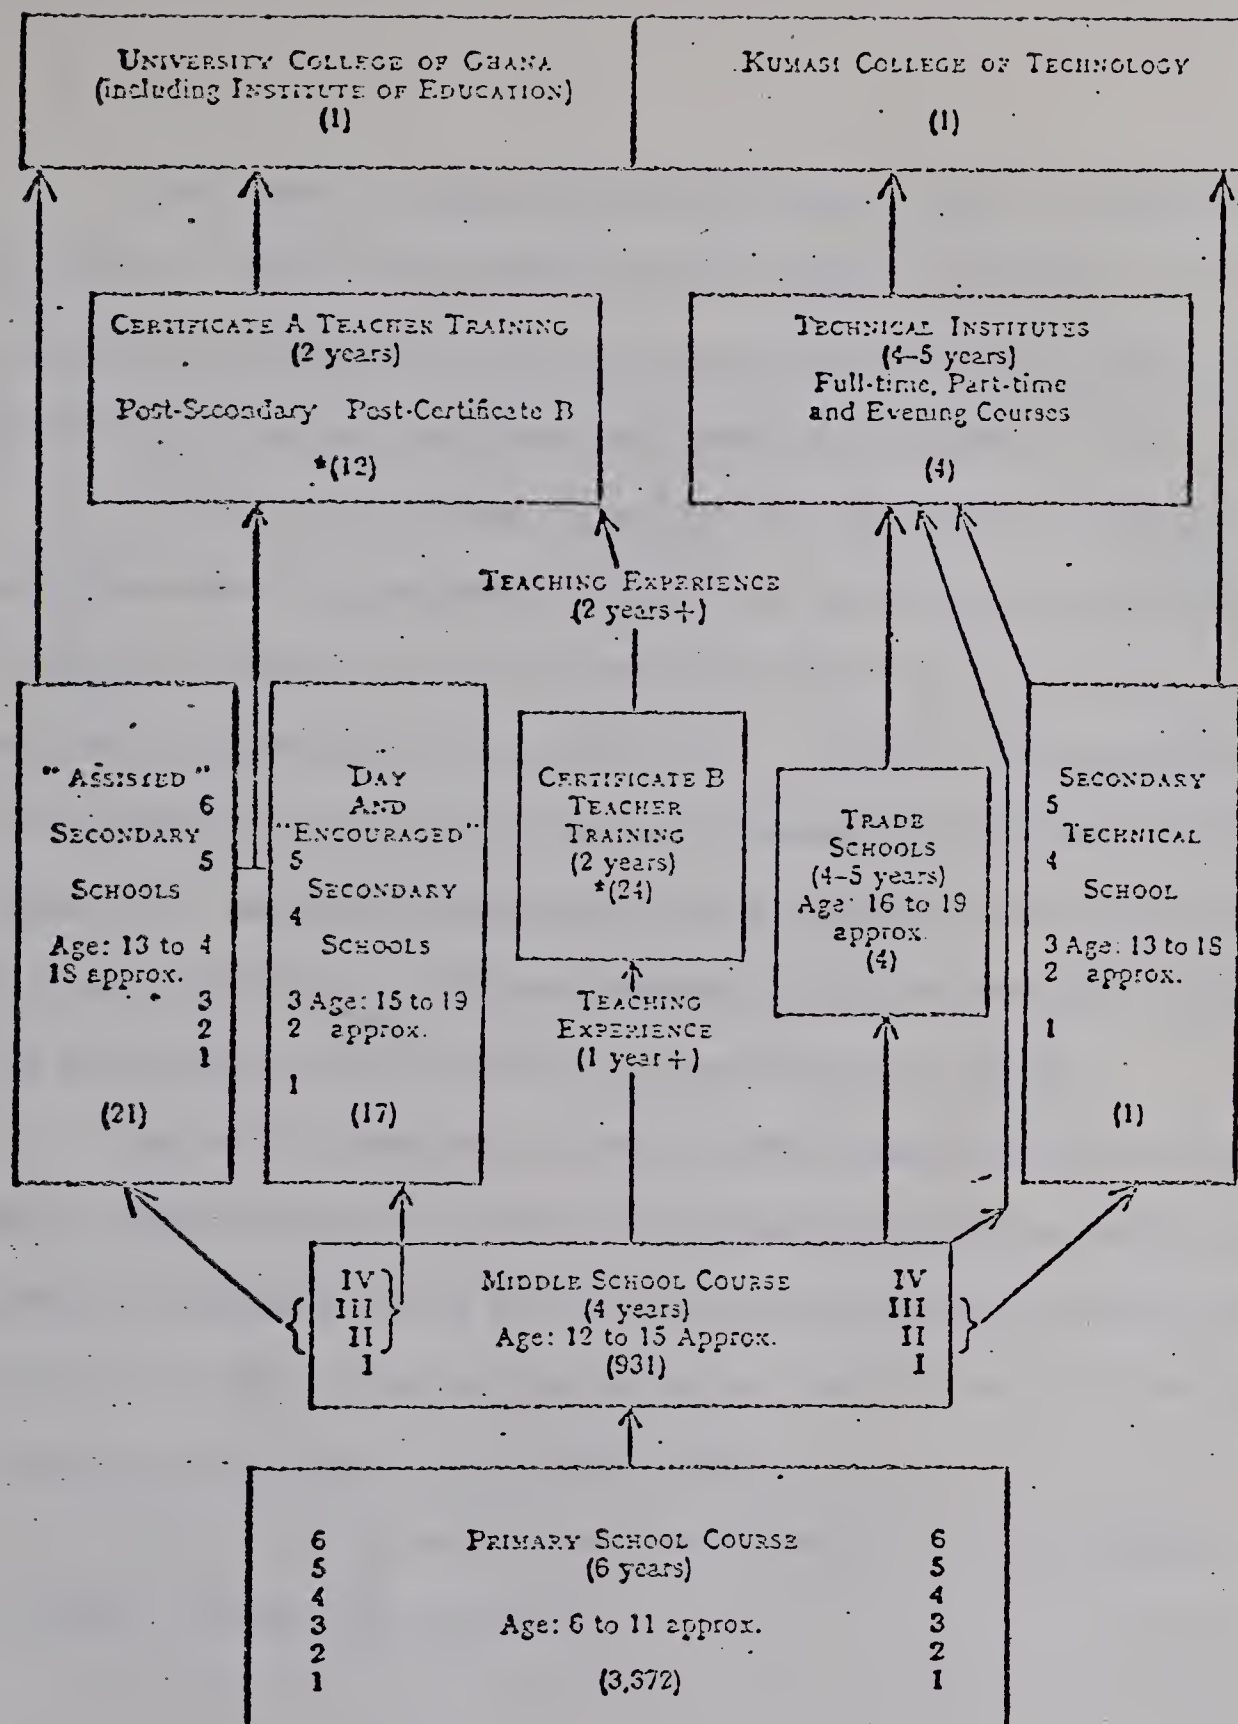 UNIVERSITY COLLEGE OF GHANA
(including INSTITUTE OF EDUCATION)
(1)
KUMASI COLLEGE OF TECHNOLOGY
(1)
CERTIFICATE A TEACHER TRAINING
(2 years)
Post-Secondary Post-Certificate B
*(12)
TECHNICAL INSTITUTES
(4–5 years)
Full-time, Part-time
and Evening Courses
(4)
TEACHING EXPERIENCE
(2 years+)
"ASSISTED"
6
SECONDARY
5
SCHOOLS
Age: 13 to 4
18 approx.
3
2
1
(21)
DAY
AND
"ENCOURAGED"
5
SECONDARY
4
SCHOOLS
3 Age: 15 to 19
2 approx.
1
(17)
CERTIFICATE B
TEACHER
TRAINING
(2 years)
*(24)
TEACHING
EXPERIENCE
(1 year+)
TRADE
SCHOOLS
(4–5 years)
Age: 16 to 19
approx.
(4)
SECONDARY
5
TECHNICAL
4
SCHOOL
3 Age: 13 to 18
2 approx.
1
(1)
IV MIDDLE SCHOOL COURSE IV
III (4 years) III
II Age: 12 to 15 Approx. II
I (931) I
6 PRIMARY SCHOOL COURSE 6
5 (6 years) 5
4 4
3 Age: 6 to 11 approx. 3
2 2
1 (3,372) 1